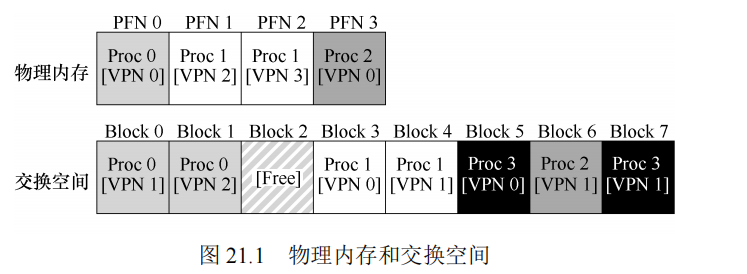 PFN 0 PFN 1 PFN 2 PFN 3
物理内存
Proc 0 Proc 1 Proc 1 Proc 2
[VPN 0] [VPN 2] [VPN 3] [VPN 0]
Block 0 Block 1 Block 2 Block 3 Block 4 Block 5 Block 6 Block 7
交换空间
Proc 0 Proc 0 [Free] Proc 1 Proc 1 Proc 3 Proc 2 Proc 3
[VPN 1] [VPN 2] [VPN 0] [VPN 1] [VPN 0] [VPN 1] [VPN 1]
图 21.1 物理内存和交换空间